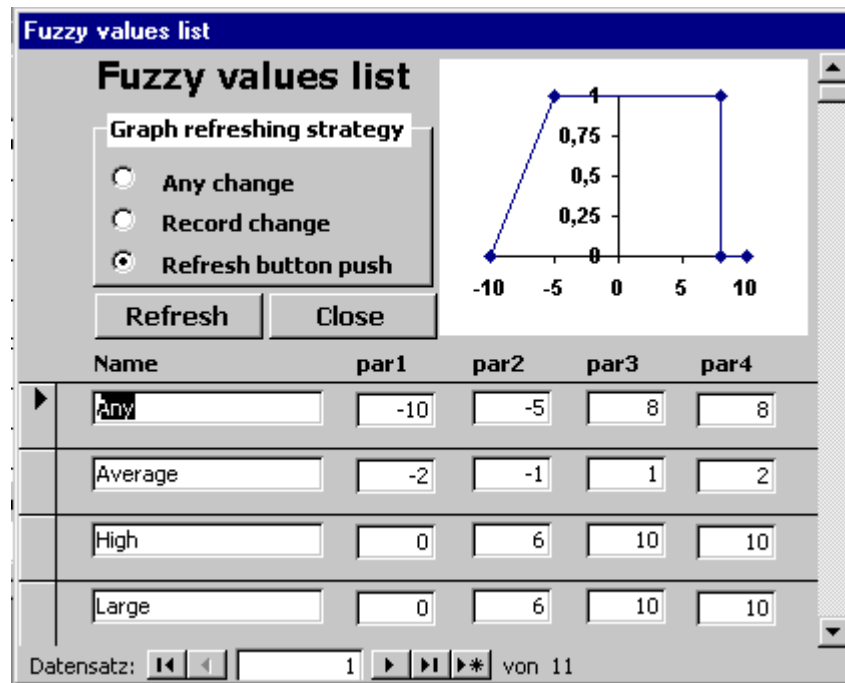 Fuzzy values list
Fuzzy values list
Graph refreshing strategy
Any change
Record change
Refresh button push
Refresh Close
1
0,75
0,5
0,25
0
-10 -5 0 5 10
Name par1 par2 par3 par4
Any -10 -5 8 8
Average -2 -1 1 2
High 0 6 10 10
Large 0 6 10 10
Datensatz: 1 von 11